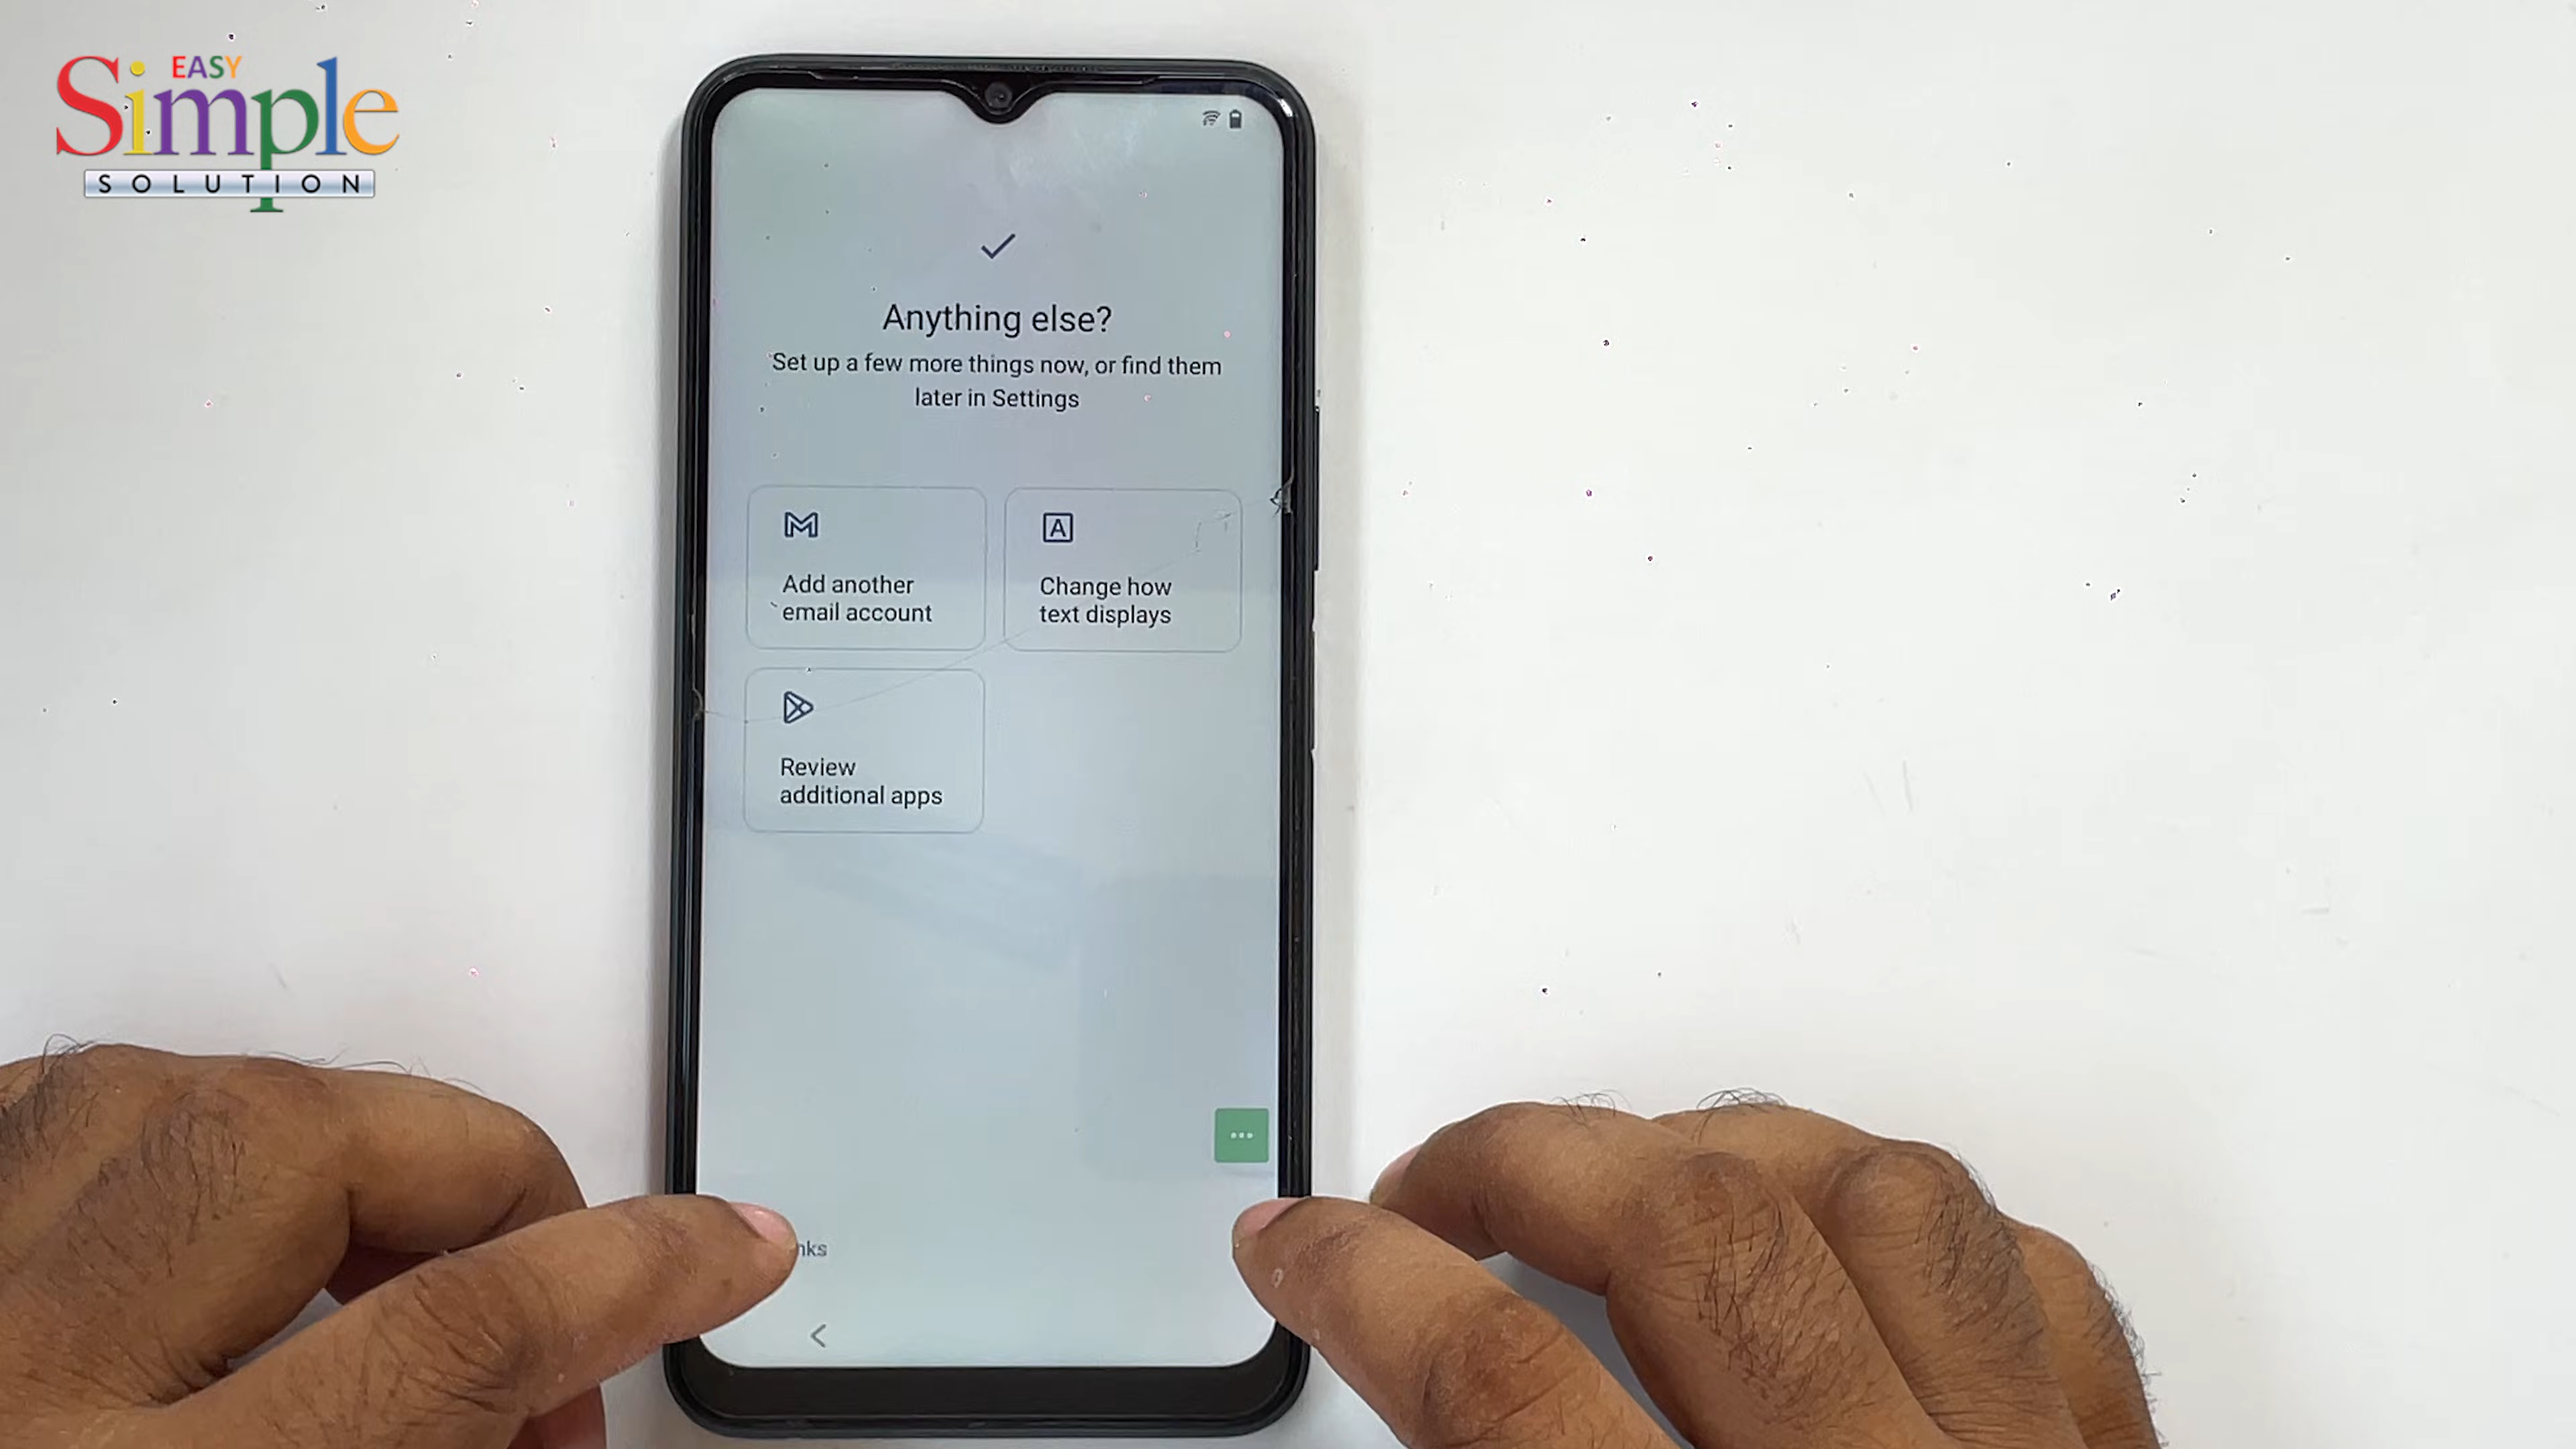 EASY
Simple
SOLUTION
Anything else?
Set up a few more things now, or find them
later in Settings
Add another
email account
Change how
text displays
Review
additional apps